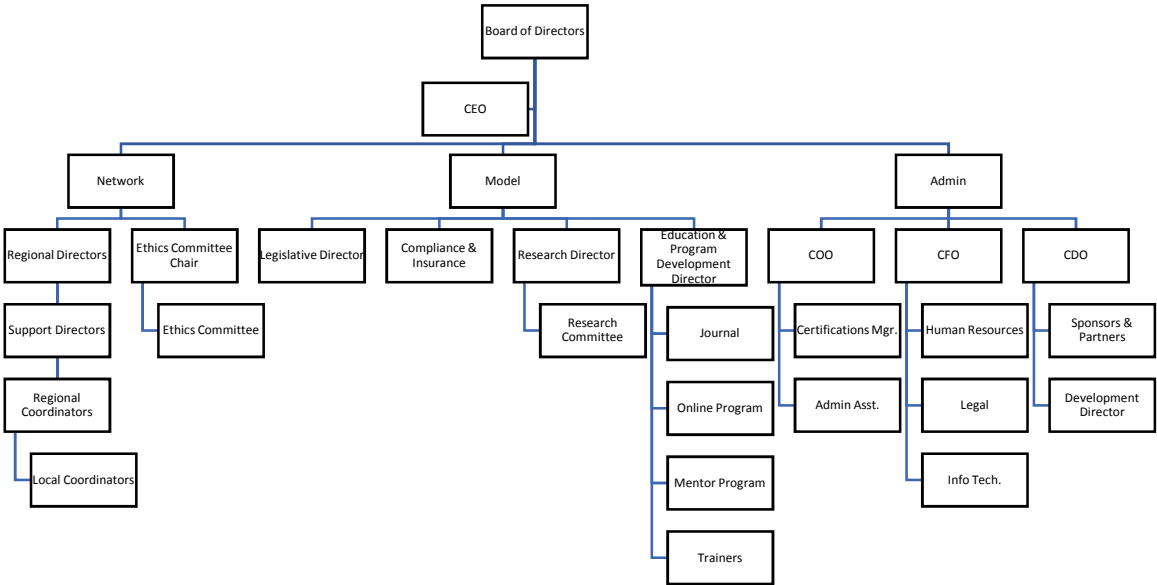 Board of Directors
CEO
Network
Model
Admin
Regional Directors
Ethics Committee
Chair
Legislative Director
Compliance &
Insurance
Research Director
Education &
Program
Development
Director
COO
CFO
CDO
Support Directors
Ethics Committee
Research
Committee
Journal
Certifications Mgr.
Human Resources
Sponsors &
Partners
Regional
Coordinators
Online Program
Admin Asst.
Legal
Development
Director
Local Coordinators
Mentor Program
Info Tech.
Trainers